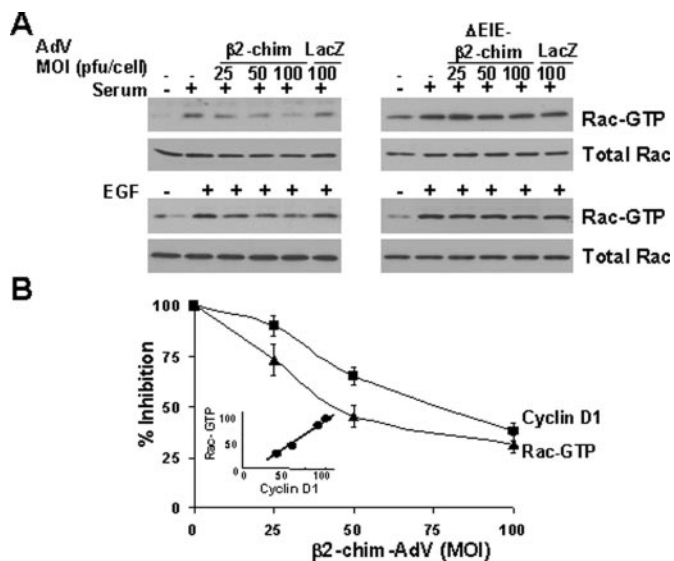 A
AdV β2-chim LacZ ΔEIE-β2-chim LacZ
MOI (pfu/cell) - - 25 50 100 100 - - 25 50 100 100
Serum - + + + + + - + + + + +
Rac-GTP
Total Rac
EGF - + + + + + - + + + + +
Rac-GTP
Total Rac
B
% Inhibition
100
75
50
25
0
Rac- GTP
100
50
0
0 50 100
Cyclin D1
Cyclin D1
Rac-GTP
0 25 50 75 100
β2-chim-AdV (MOI)